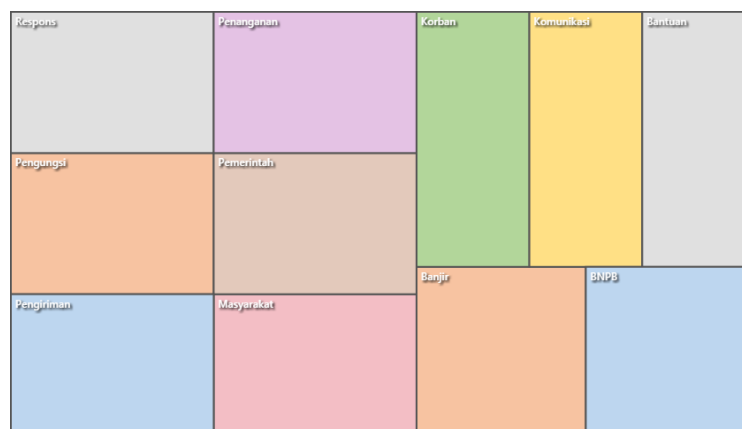 Respons
Penanganan
Korban
Komunikasi
Bantuan
Pengungsi
Pemerintah
Banjir
BNPB
Pengiriman
Masyarakat